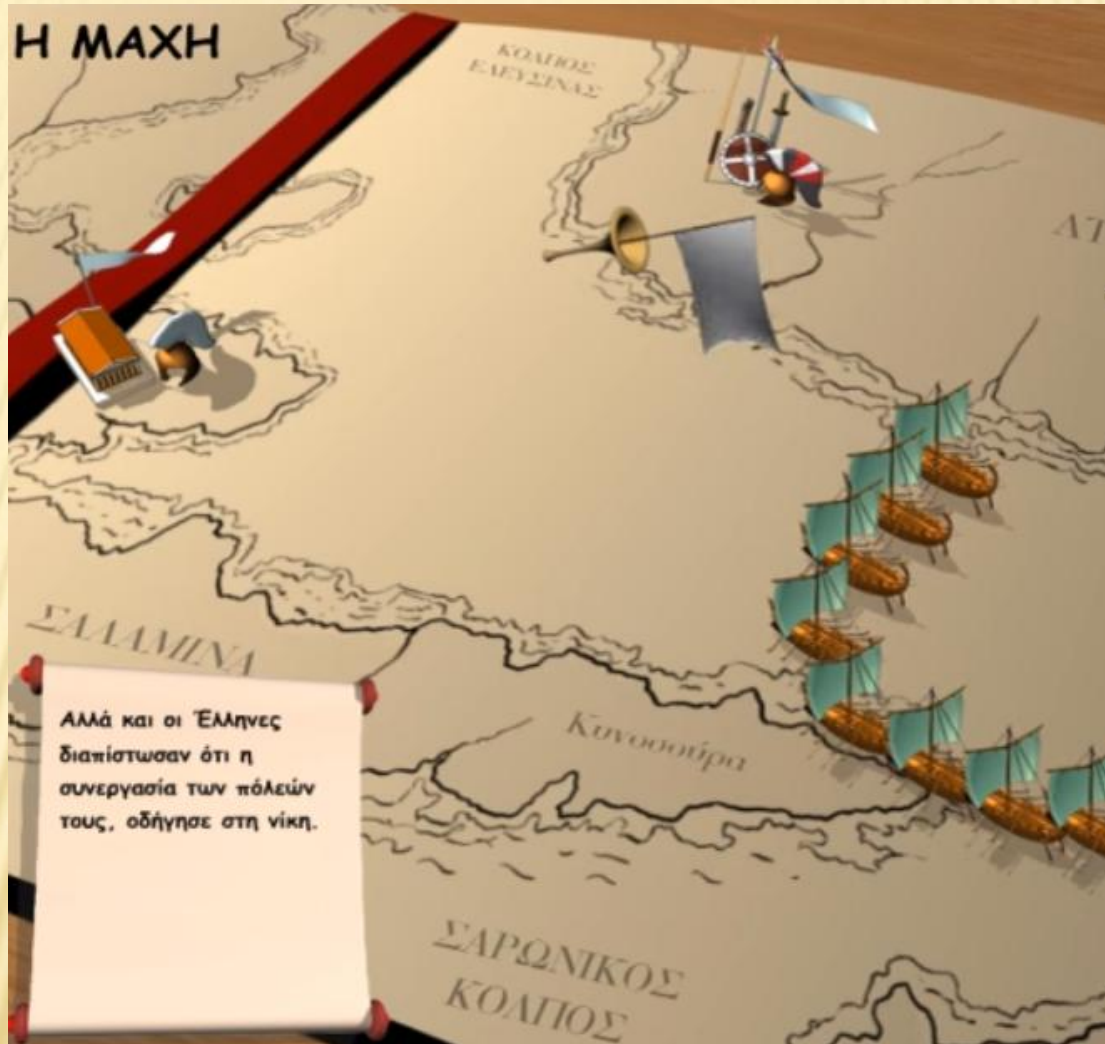 Η ΜΑΧΗ
ΚΟΛΠΟΣ
ΕΛΕΥΣΙΝΑΣ
ΑΤ
ΣΑΛΑΜΙΝΑ
Κυνοσούρα
Αλλά και οι Έλληνες
διαπίστωσαν ότι η
συνεργασία των πόλεών
τους, οδήγησε στη νίκη.
ΣΑΡΩΝΙΚΟΣ
ΚΟΛΠΟΣ